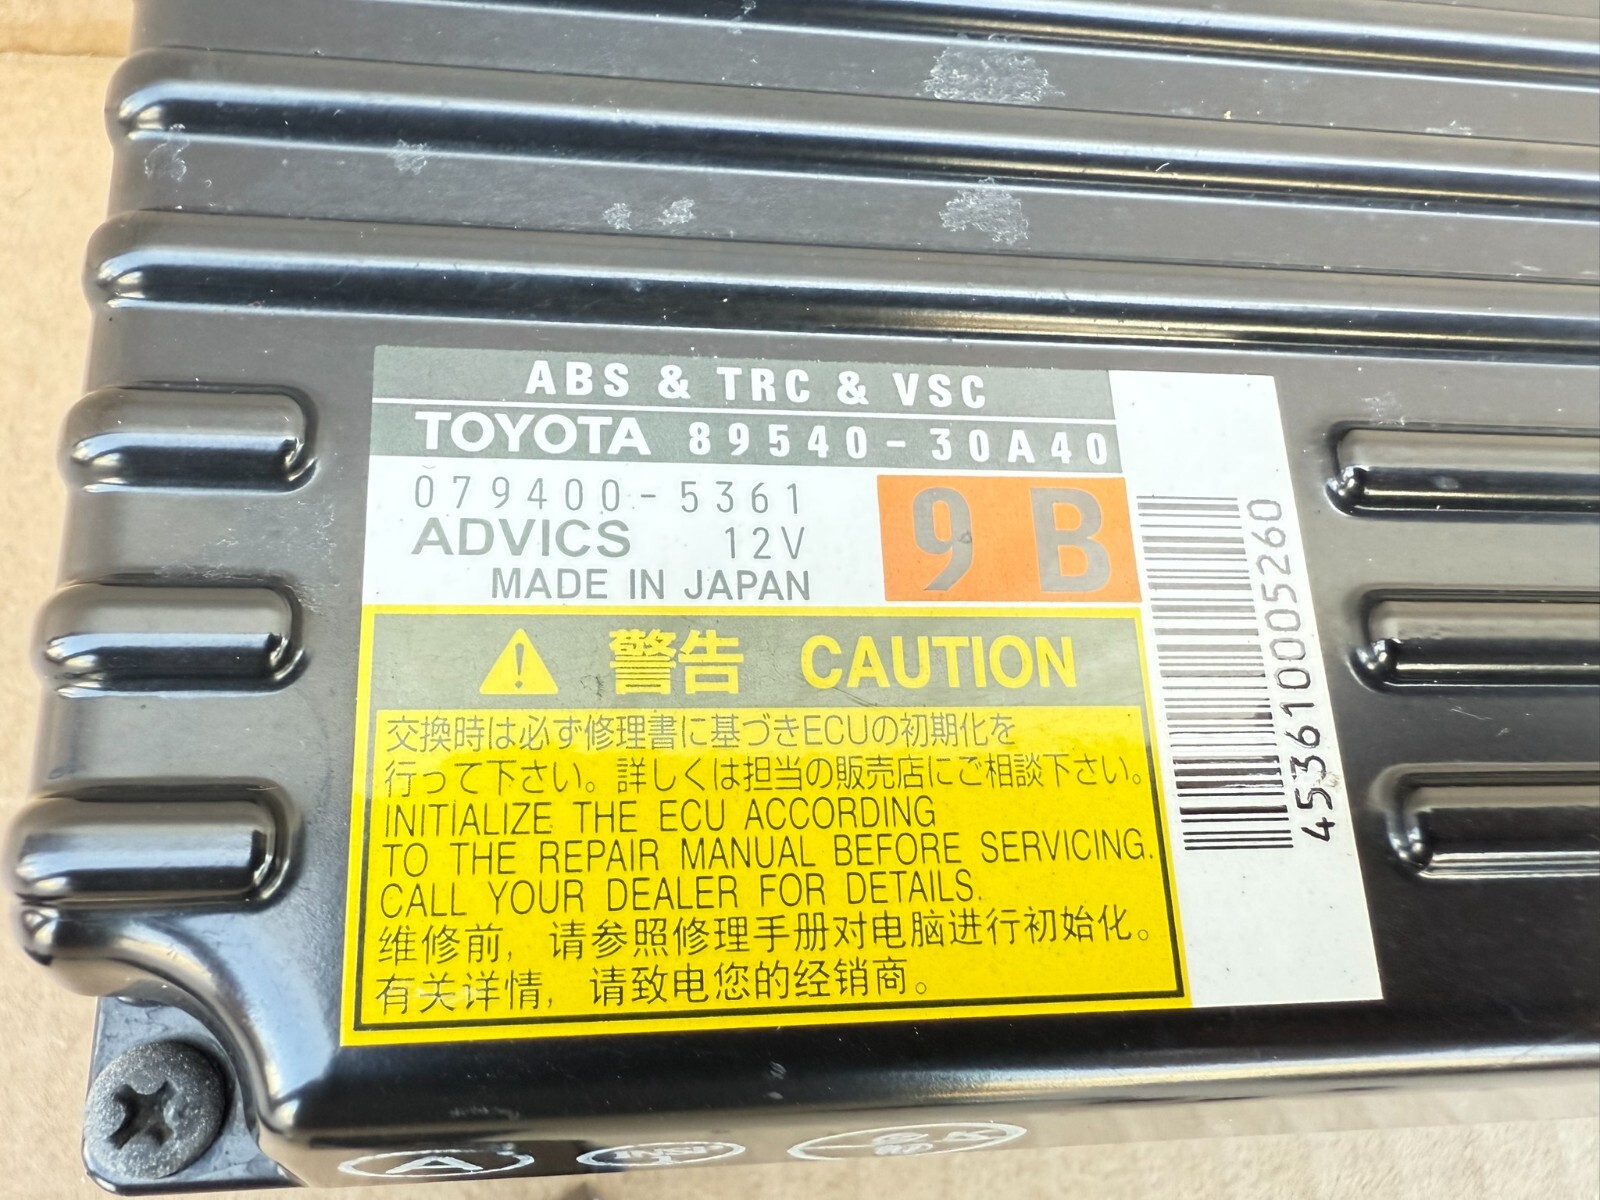 ABS & TRC & VSC
TOYOTA 89540-30A40
079400-5361
ADVICS 12V
MADE IN JAPAN
9 B
4536100005260
警告 CAUTION
交換時は必ず修理書に基づきECUの初期化を
行って下さい。詳しくは担当の販売店にご相談下さい。
INITIALIZE THE ECU ACCORDING
TO THE REPAIR MANUAL BEFORE SERVICING.
CALL YOUR DEALER FOR DETAILS.
维修前，请参照修理手册对电脑进行初始化。
有关详情，请致电您的经销商。
A